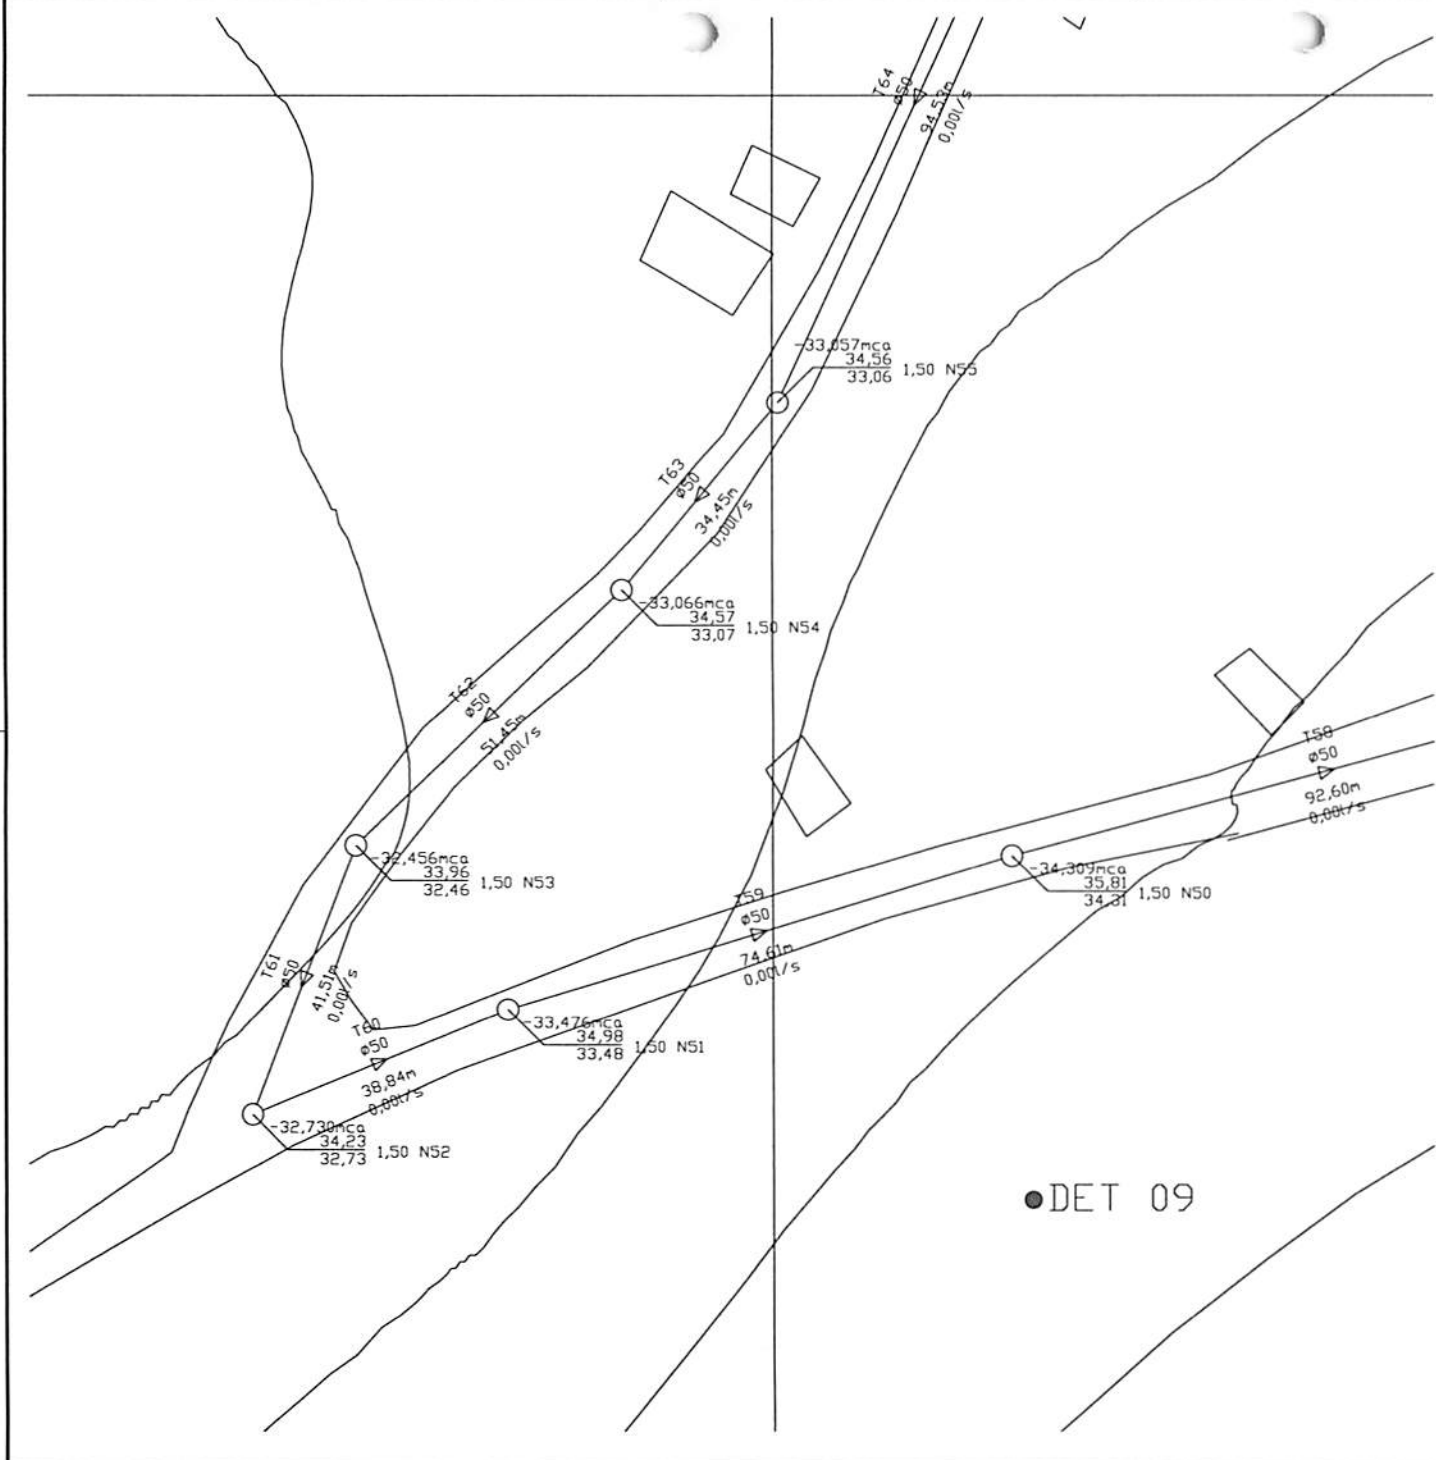 T64
ø50
94,53m
0,00l/s
-33,057mca
34,56
33,06 1,50 N55
T63
ø50
34,45m
0,00l/s
-33,066mca
34,57
33,07 1,50 N54
T62
ø50
51,45m
0,00l/s
T58
ø50
92,60m
0,00l/s
-32,456mca
33,96
32,46 1,50 N53
-34,309mca
35,81
34,31 1,50 N50
T59
ø50
74,61m
0,00l/s
T61
ø50
41,51m
0,00l/s
T60
ø50
38,84m
0,00l/s
-33,476mca
34,98
33,48 1,50 N51
-32,730mca
34,23
32,73 1,50 N52
DET 09